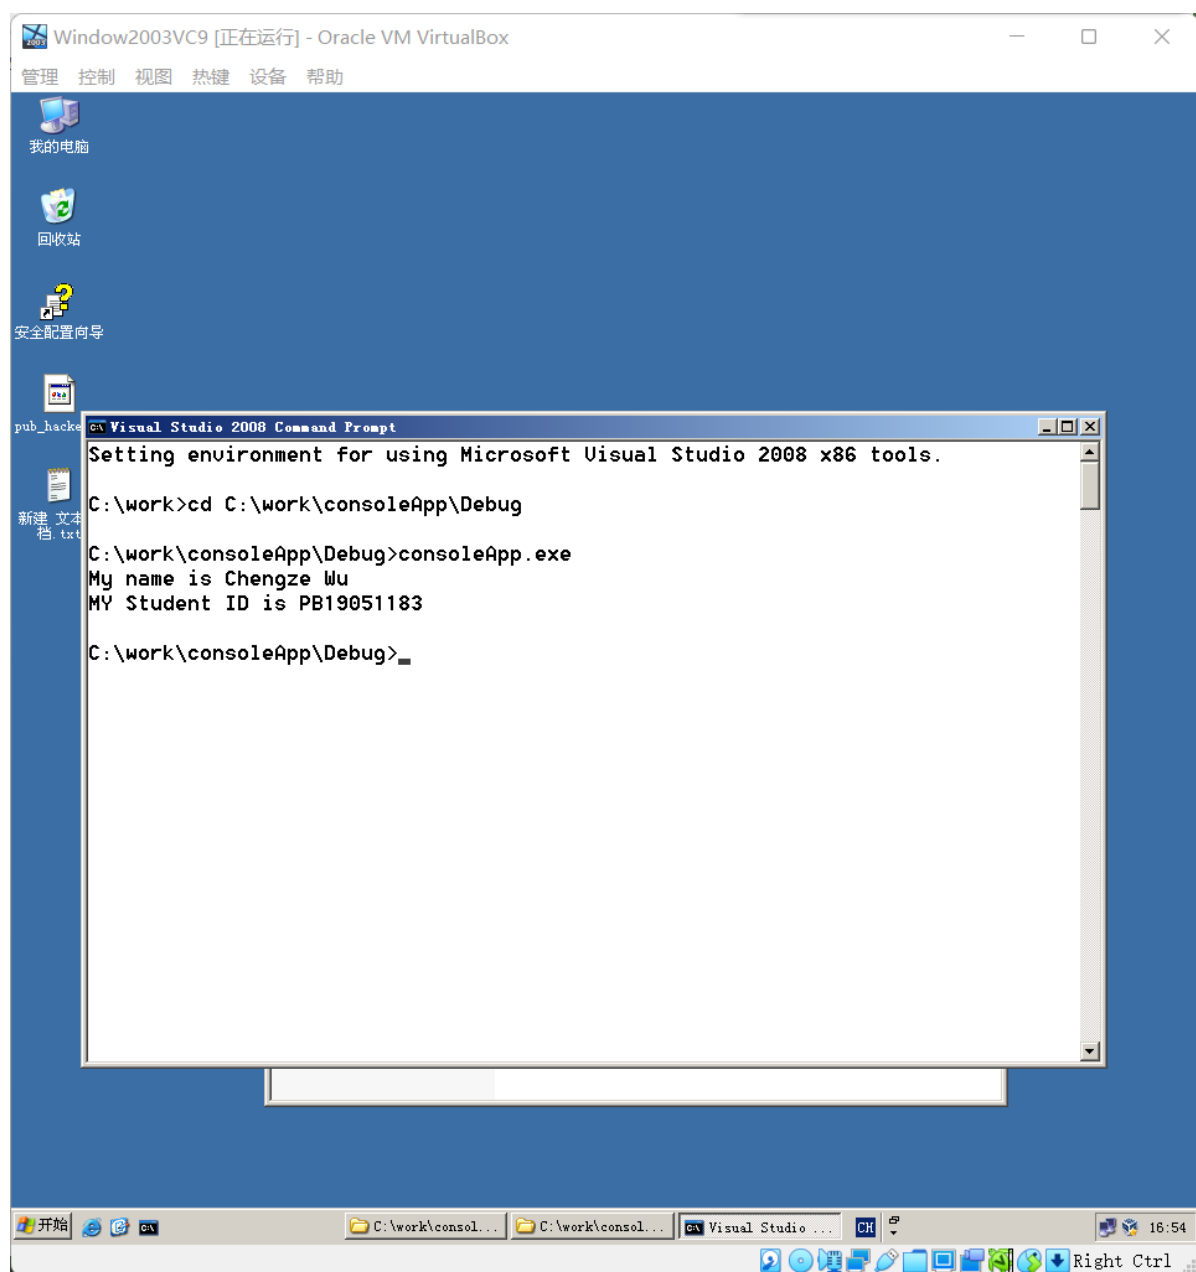 Window2003VC9 [正在运行] - Oracle VM VirtualBox
管理 控制 视图 热键 设备 帮助
我的电脑
回收站
安全配置向导
pub_hacke
新建 文本
档.txt
Visual Studio 2008 Command Prompt
Setting environment for using Microsoft Visual Studio 2008 x86 tools.
C:\work>cd C:\work\consoleApp\Debug
C:\work\consoleApp\Debug>consoleApp.exe
My name is Chengze Wu
MY Student ID is PB19051183
C:\work\consoleApp\Debug>_
开始 C:\work\consol... C:\work\consol... Visual Studio ... CH 16:54
Right Ctrl